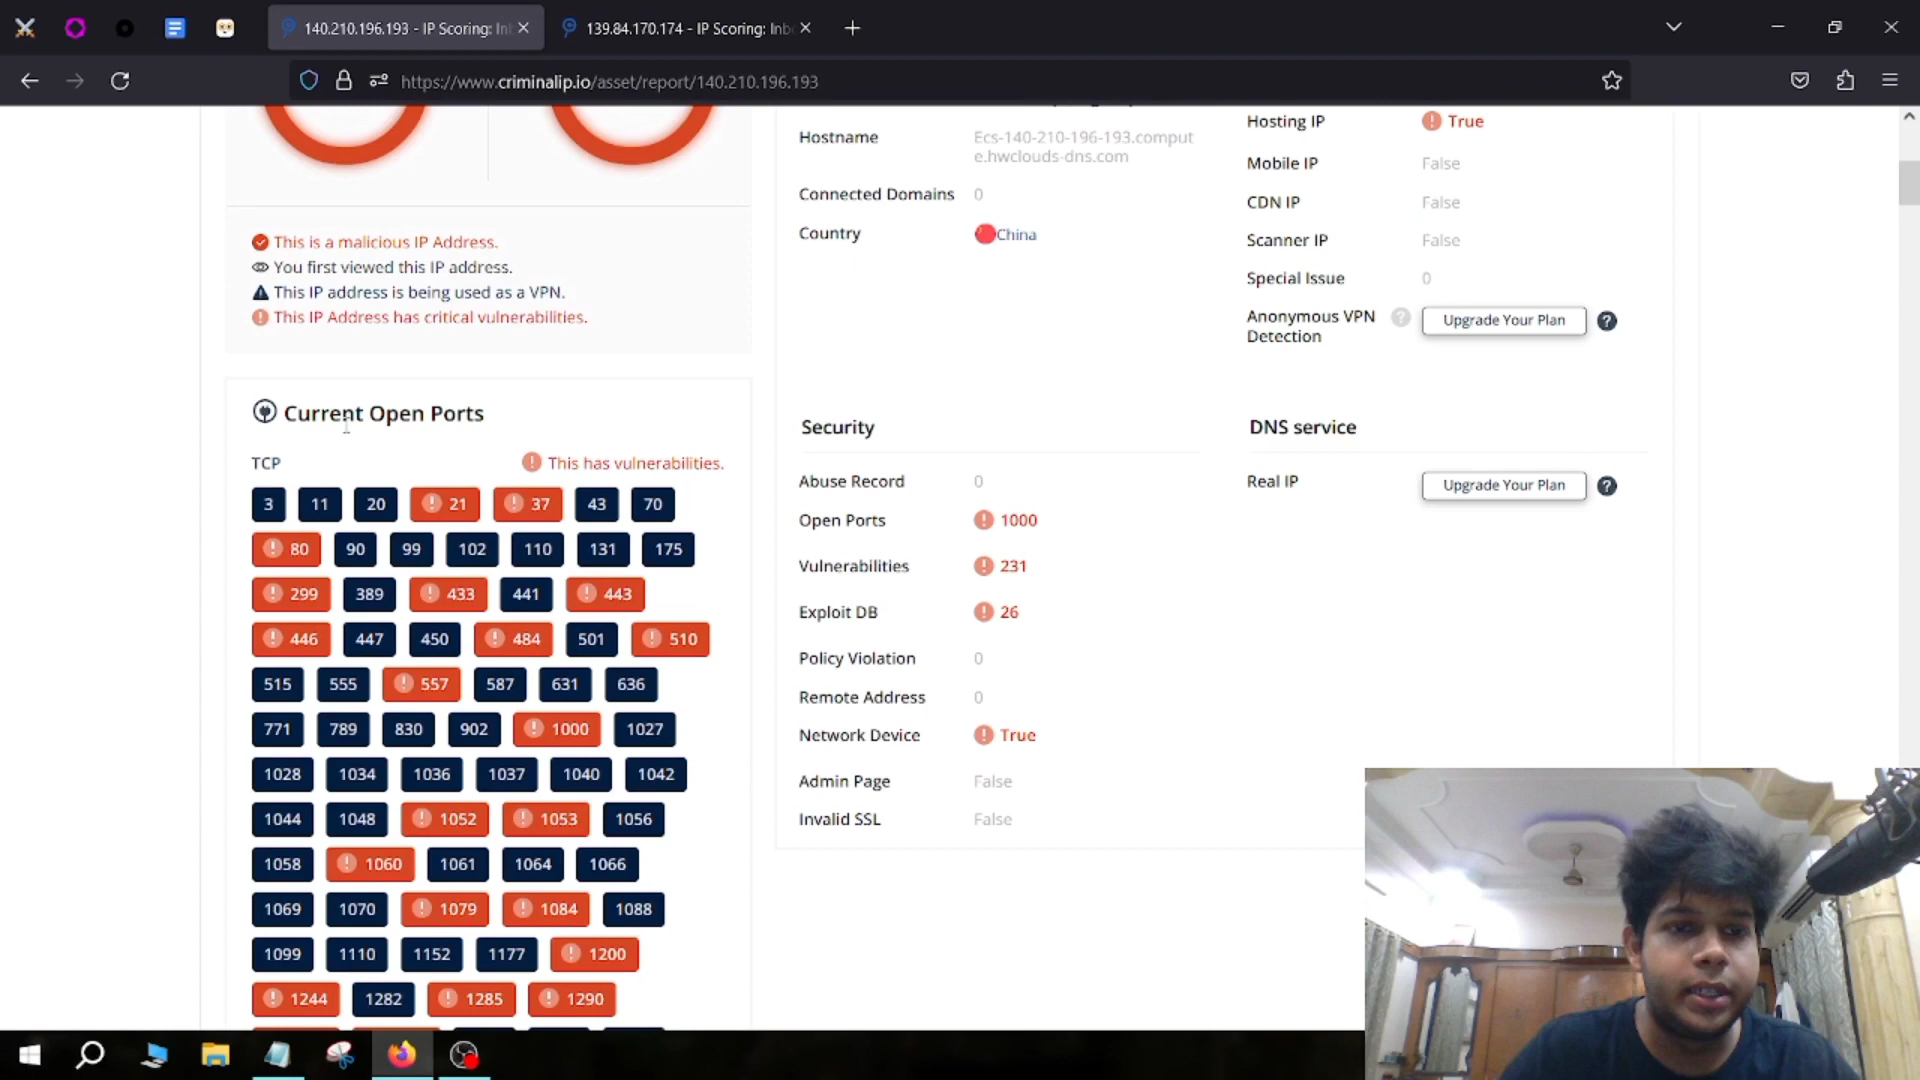 140.210.196.193 - IP Scoring: In
139.84.170.174 - IP Scoring: Inb
https://www.criminalip.io/asset/report/140.210.196.193
This is a malicious IP Address.
You first viewed this IP address.
This IP address is being used as a VPN.
This IP Address has critical vulnerabilities.
Current Open Ports
TCP
This has vulnerabilities.
3 11 20 21 37 43 70
80 90 99 102 110 131 175
299 389 433 441 443
446 447 450 484 501 510
515 555 557 587 631 636
771 789 830 902 1000 1027
1028 1034 1036 1037 1040 1042
1044 1048 1052 1053 1056
1058 1060 1061 1064 1066
1069 1070 1079 1084 1088
1099 1110 1152 1177 1200
1244 1282 1285 1290
Hostname Ecs-140-210-196-193.comput
e.hwclouds-dns.com
Connected Domains 0
Country China
Security
Abuse Record 0
Open Ports 1000
Vulnerabilities 231
Exploit DB 26
Policy Violation 0
Remote Address 0
Network Device True
Admin Page False
Invalid SSL False
Hosting IP True
Mobile IP False
CDN IP False
Scanner IP False
Special Issue 0
Anonymous VPN
Detection
Upgrade Your Plan
DNS service
Real IP Upgrade Your Plan